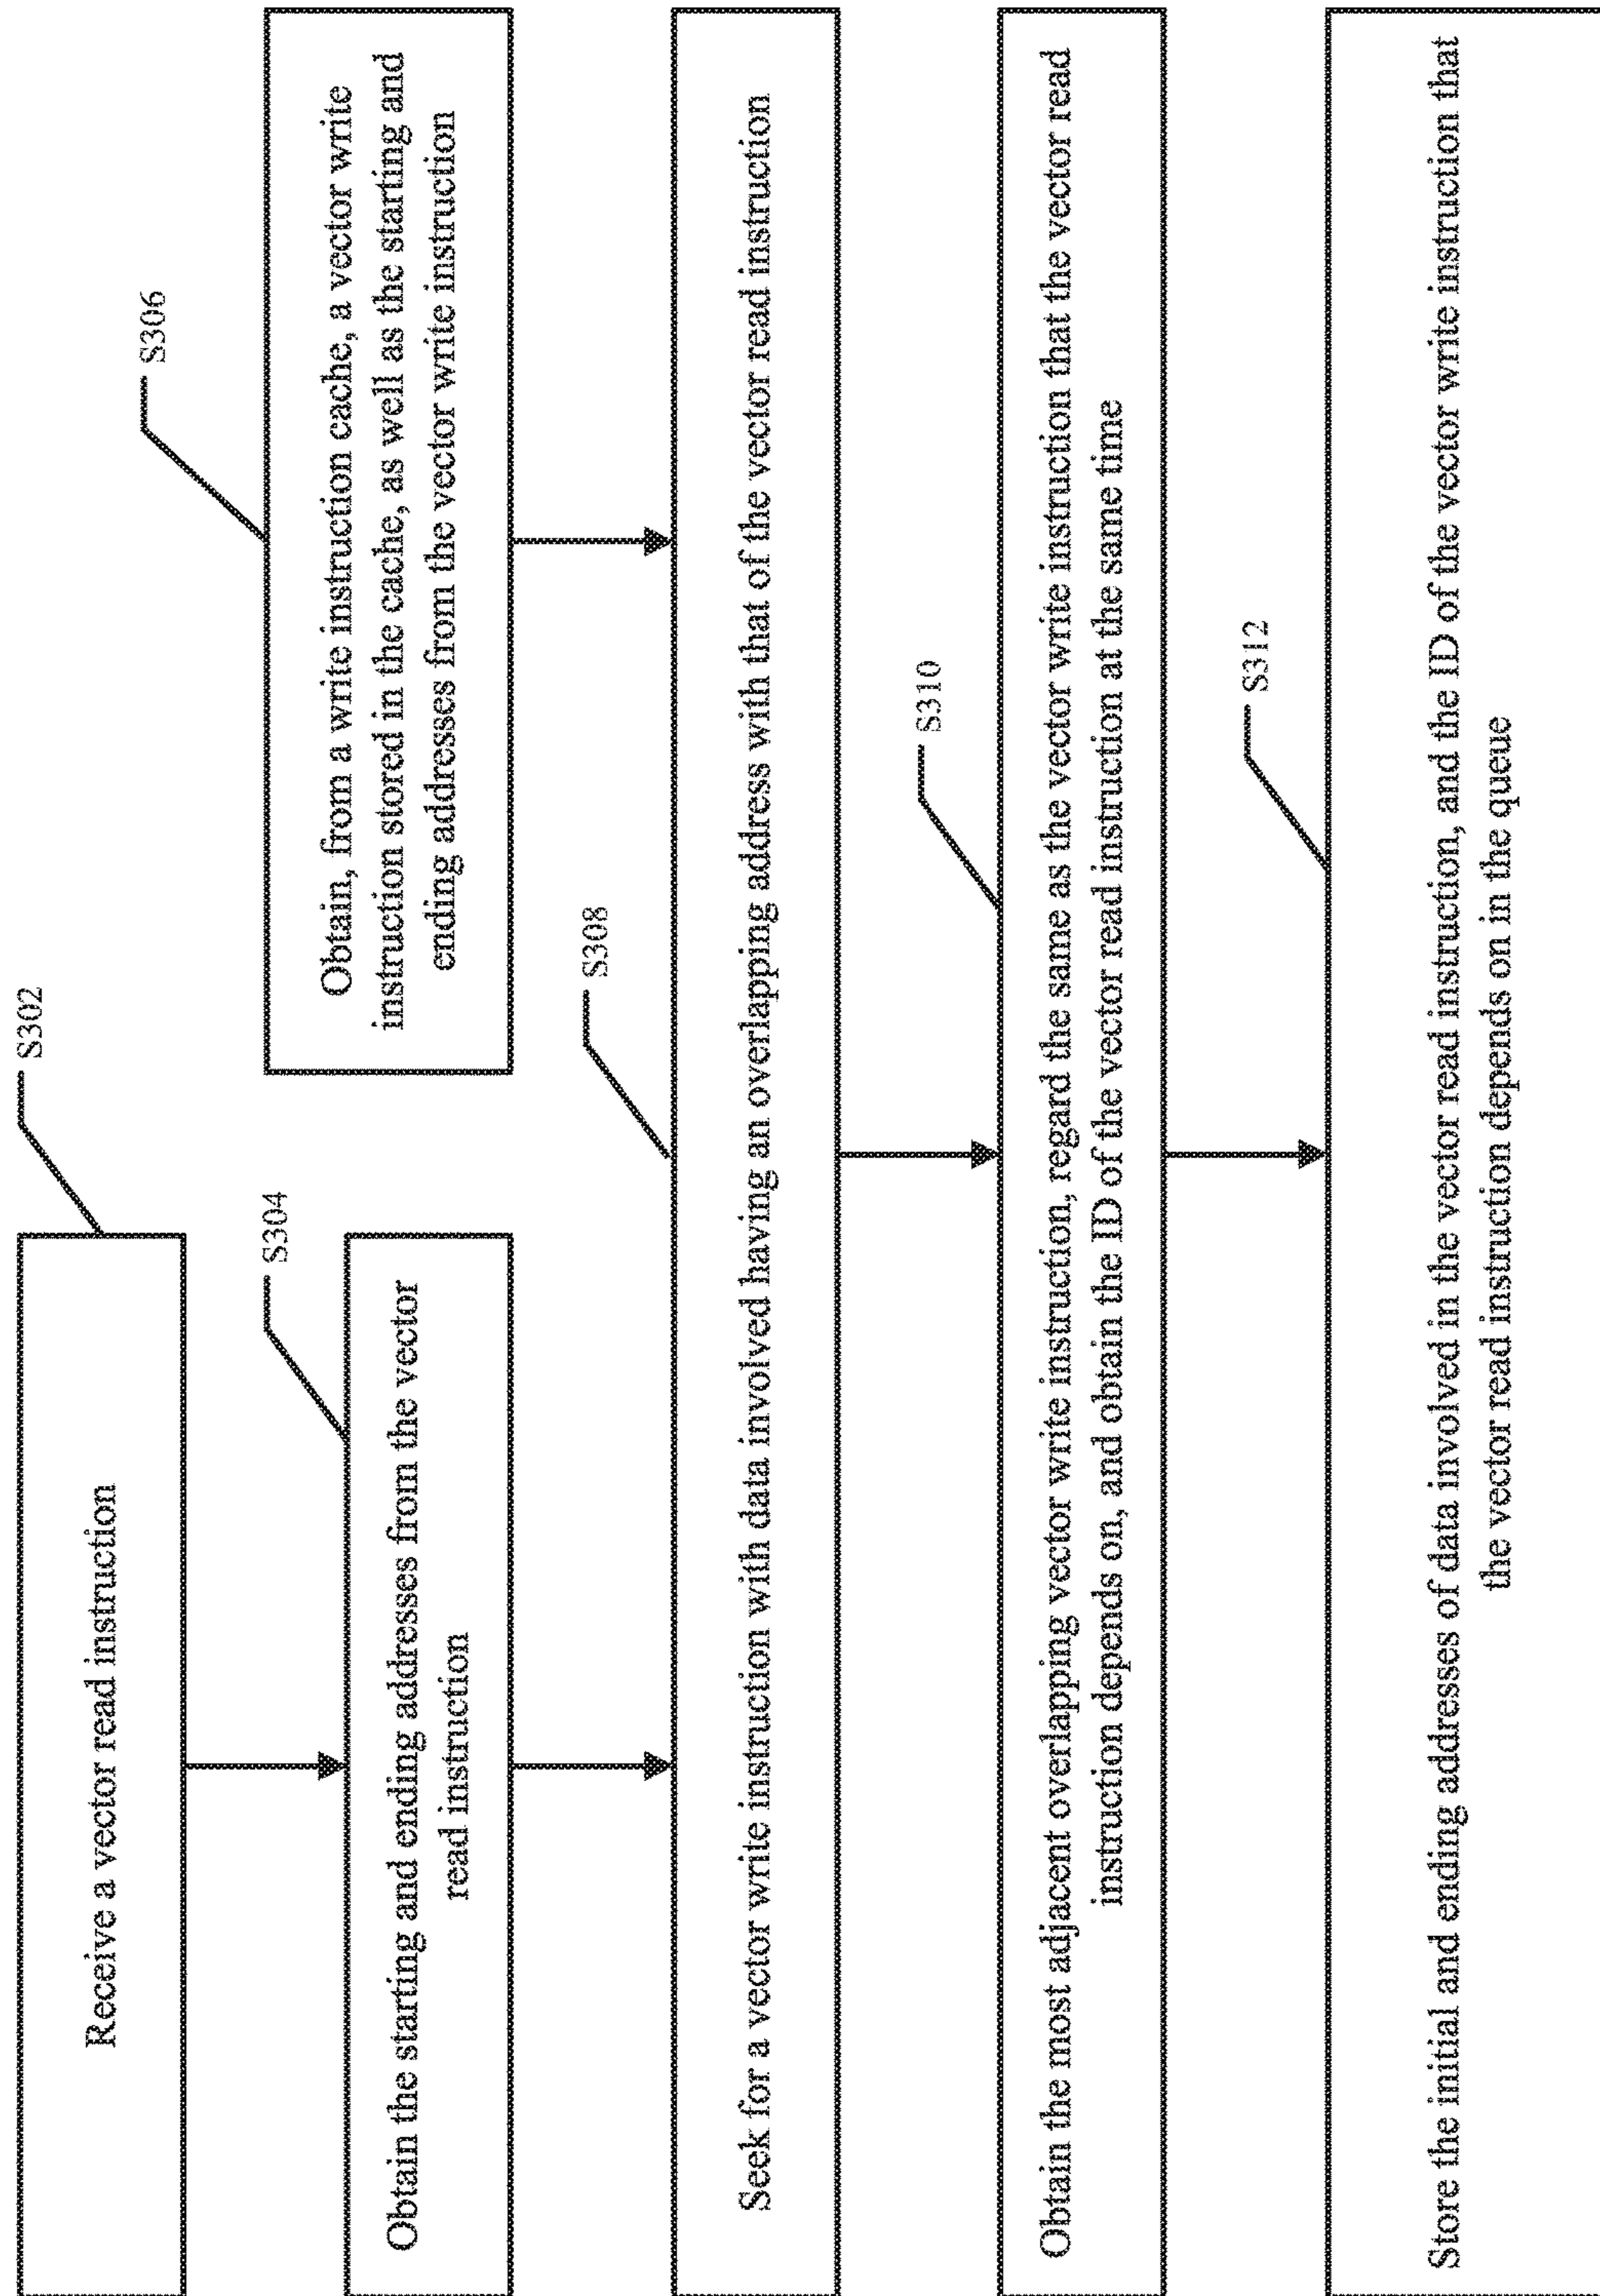 S302
Receive a vector read instruction
S304
Obtain the starting and ending addresses from the vector
read instruction
S306
Obtain, from a write instruction cache, a vector write
instruction stored in the cache, as well as the starting and
ending addresses from the vector write instruction
S308
Seek for a vector write instruction with data involved having an overlapping address with that of the vector read instruction
S310
Obtain the most adjacent overlapping vector write instruction, regard the same as the vector write instruction that the vector read
instruction depends on, and obtain the ID of the vector read instruction at the same time
S312
Store the initial and ending addresses of data involved in the vector read instruction, and the ID of the vector write instruction that
the vector read instruction depends on in the queue